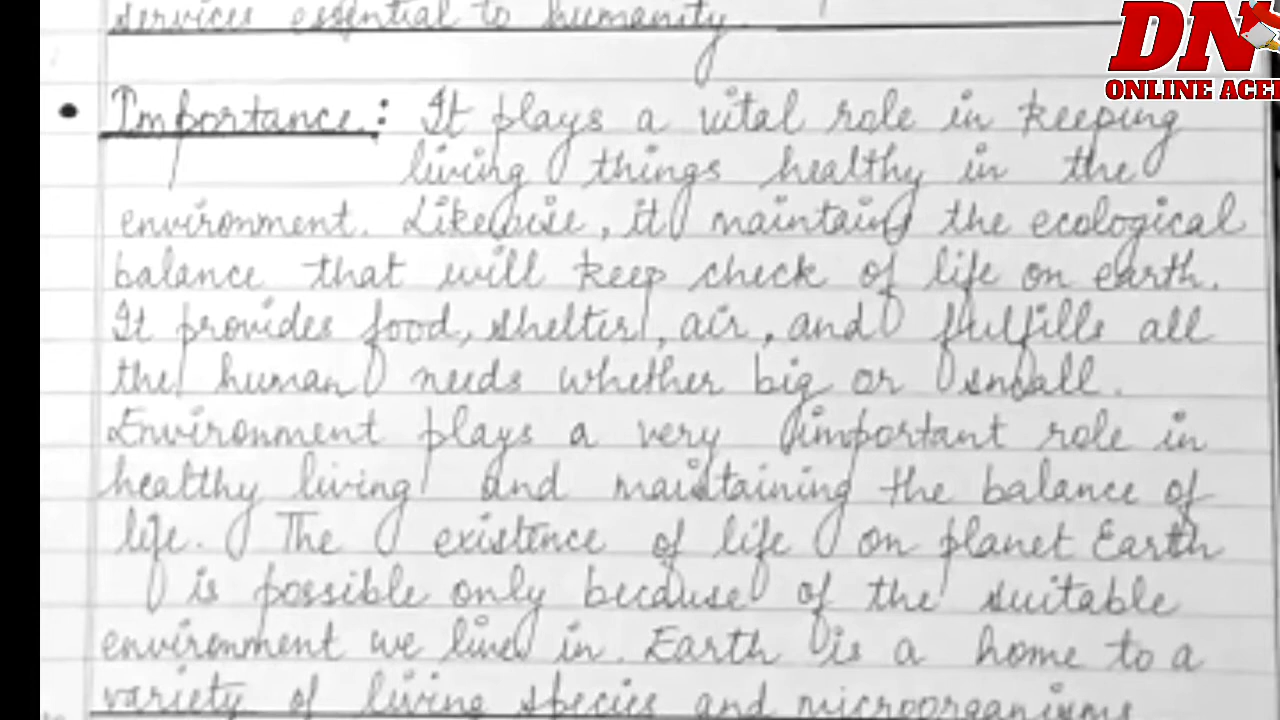 services essential to humanity.
DN
ONLINE ACE
• Importance: It plays a vital role in keeping
living things healthy in the
environment. Likewise, it maintains the ecological
balance that will keep check of life on earth.
It provides food, shelter, air, and fulfills all
the human needs whether big or small.
Environment plays a very important role in
healthy living and maintaining the balance of
life. The existence of life on planet Earth
is possible only because of the suitable
environment we live in. Earth is a home to a
variety of living species and microorganisms